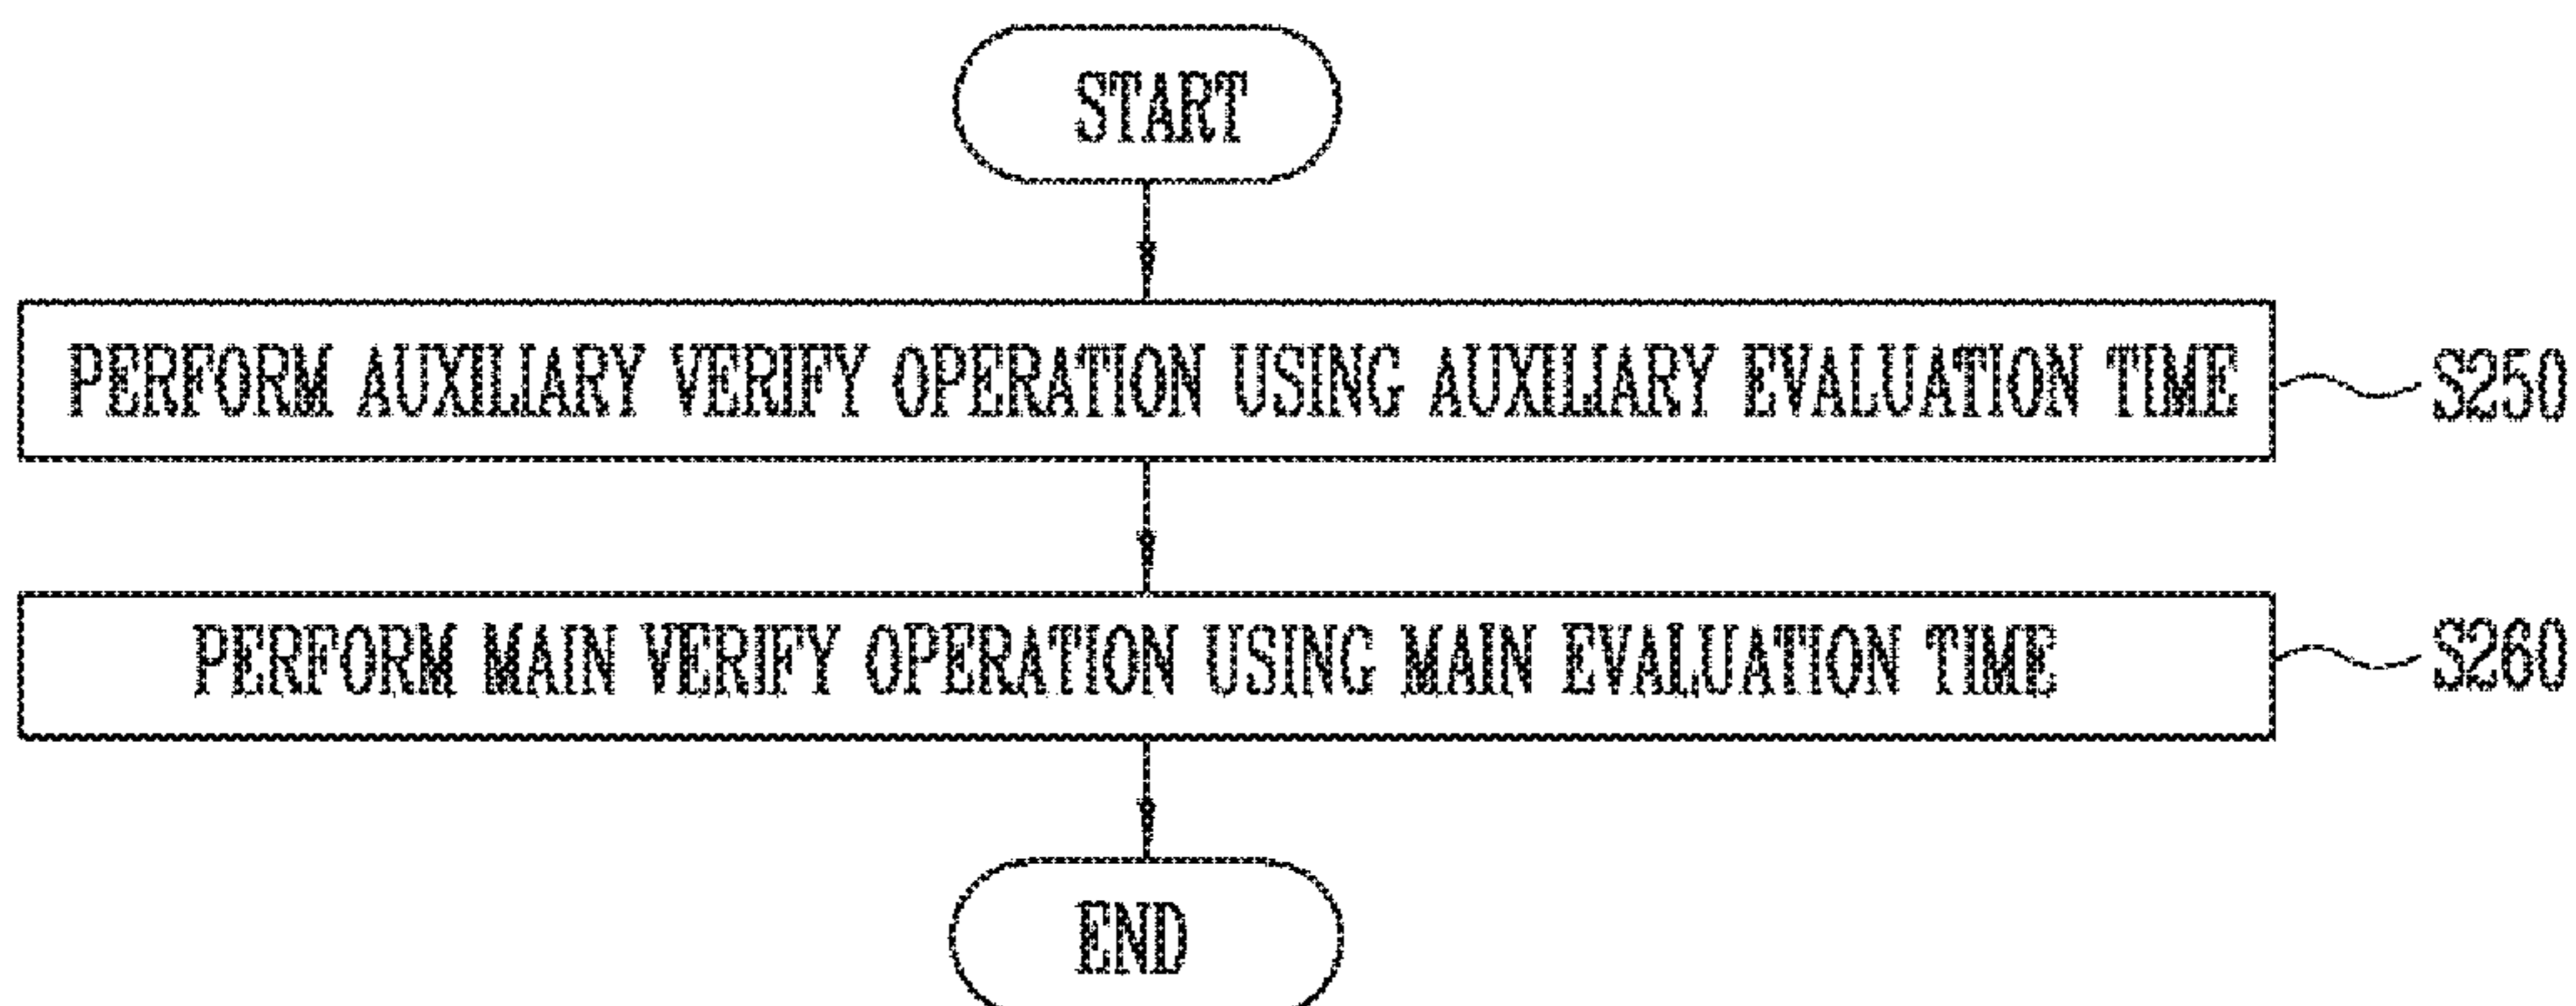 START
PERFORM AUXILIARY VERIFY OPERATION USING AUXILIARY EVALUATION TIME
S250
PERFORM MAIN VERIFY OPERATION USING MAIN EVALUATION TIME
S260
END